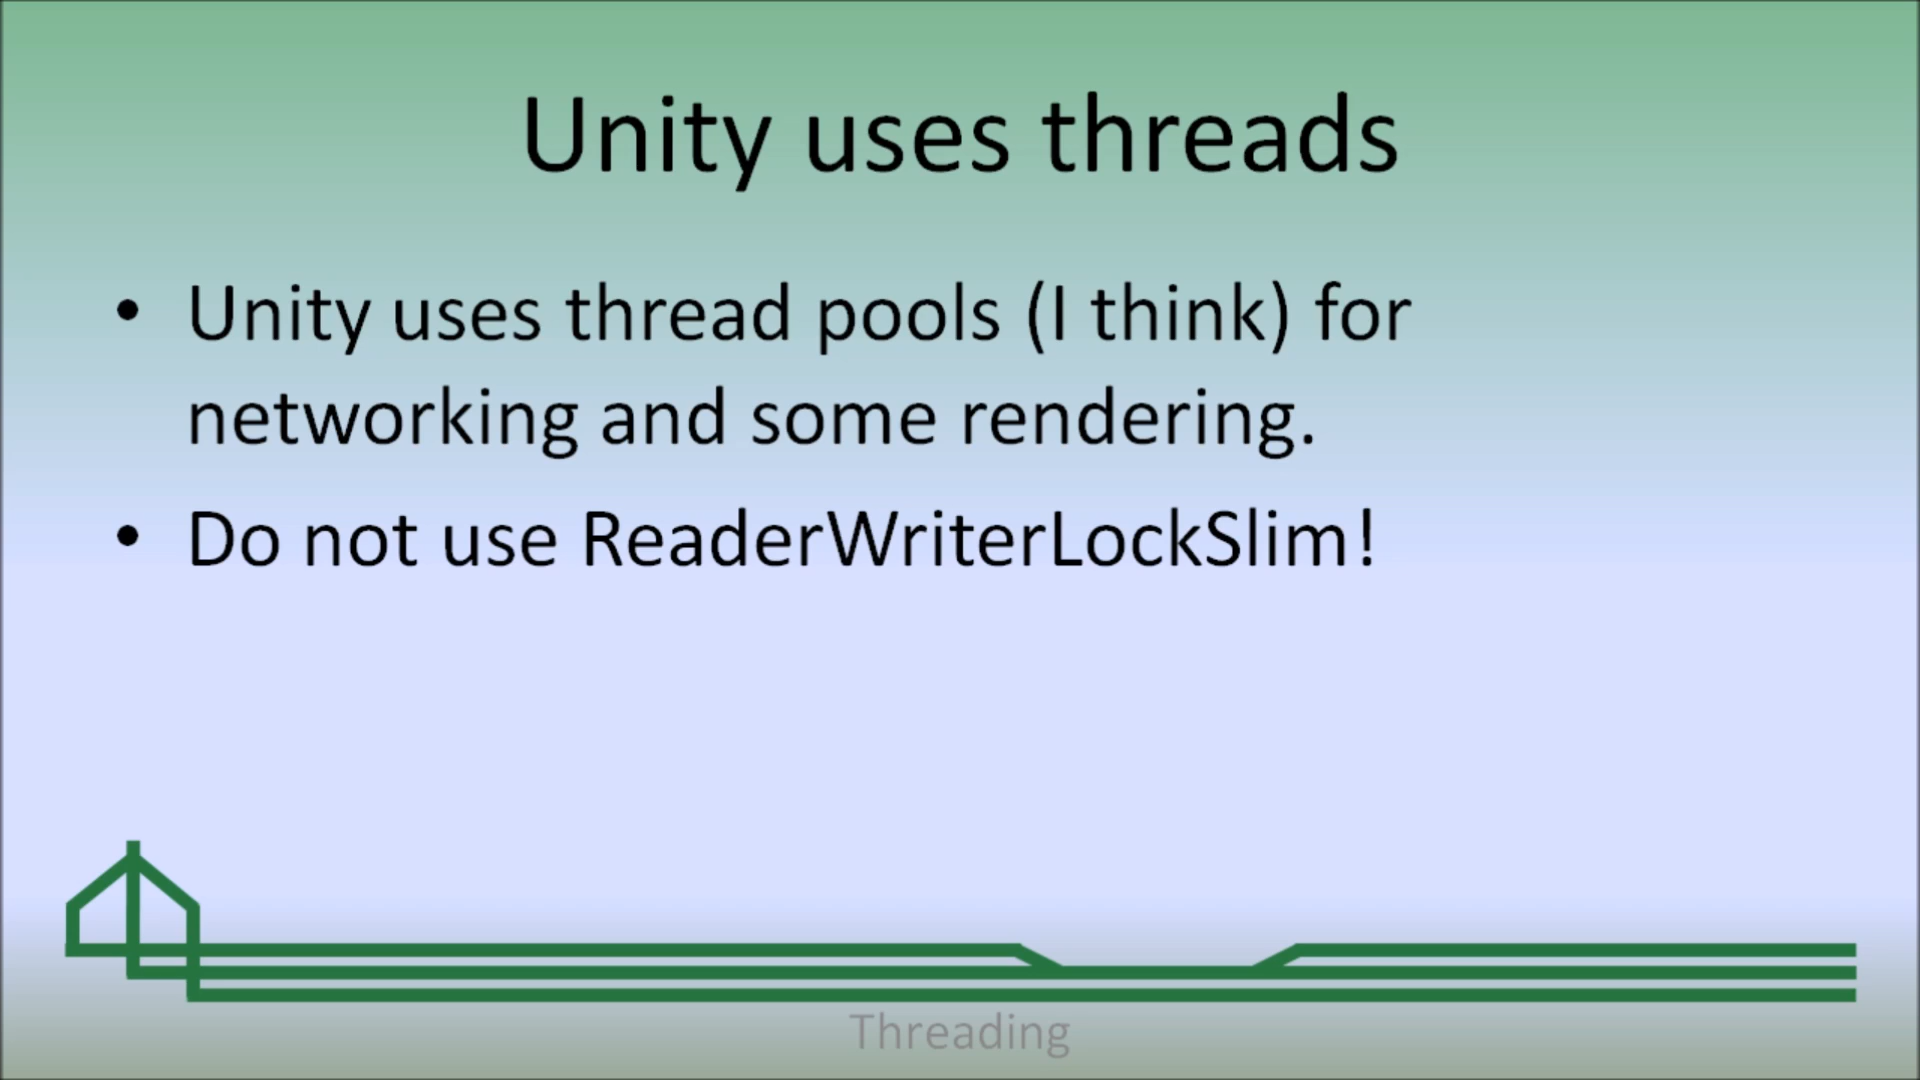 Unity uses threads
• Unity uses thread pools (I think) for
networking and some rendering.
• Do not use ReaderWriterLockSlim!
Threading